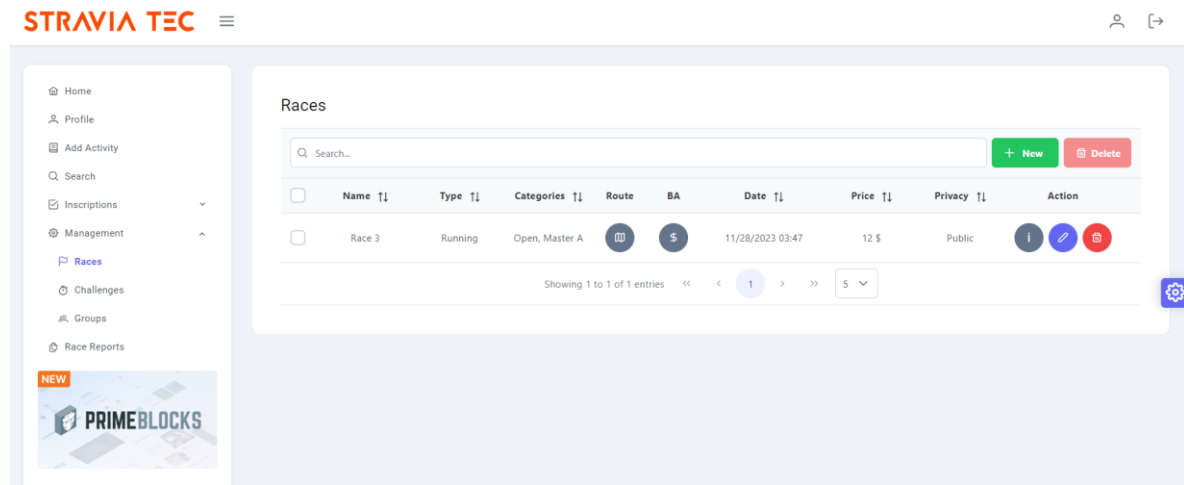 STRAVIA TEC
Home
Profile
Add Activity
Search
Inscriptions
Management
Races
Challenges
Groups
Race Reports
NEW
PRIMEBLOCKS
Races
Search...
+ New
Delete
Name Type Categories Route BA Date Price Privacy Action
Race 3 Running Open, Master A $ 11/28/2023 03:47 12 $ Public i
Showing 1 to 1 of 1 entries << < 1 > >> 5